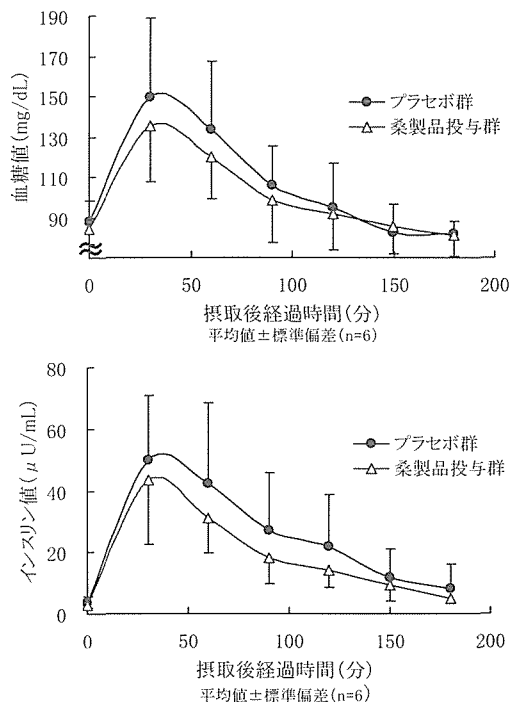 190
170
150
130
110
90
血糖値(mg/dL)
プラセボ群
桑製品投与群
0
50
100
150
200
摂取後経過時間(分)
平均値±標準偏差(n=6)
80
60
40
20
0
インスリン値(μU/mL)
プラセボ群
桑製品投与群
0
50
100
150
200
摂取後経過時間(分)
平均値±標準偏差(n=6)